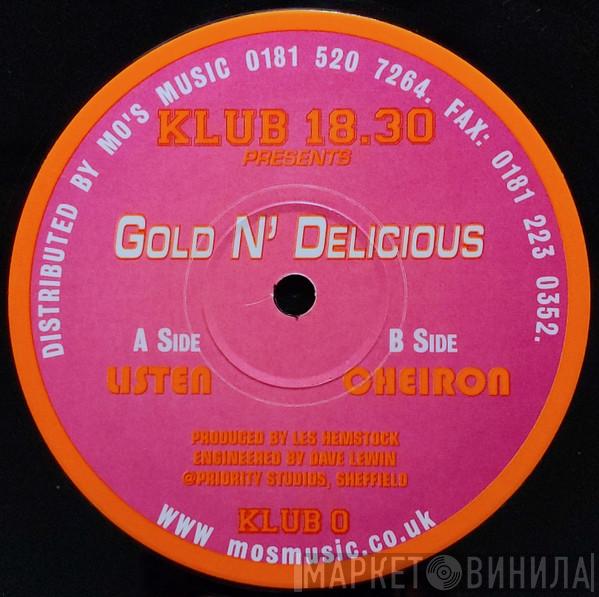 DISTRIBUTED BY MO'S MUSIC 0181 520 7264. FAX: 0181 223 0352.
KLUB 18.30
PRESENTS
GOLD N' DELICIOUS
A SIDE
LISTEN
B SIDE
CHEIRON
PRODUCED BY LES HEMSTOCK
ENGINEERED BY DAVE LEWIN
@PRIORITY STUDIOS, SHEFFIELD
KLUB 0
www mosmusic.co.uk
МАРКЕТ ВИНИЛА